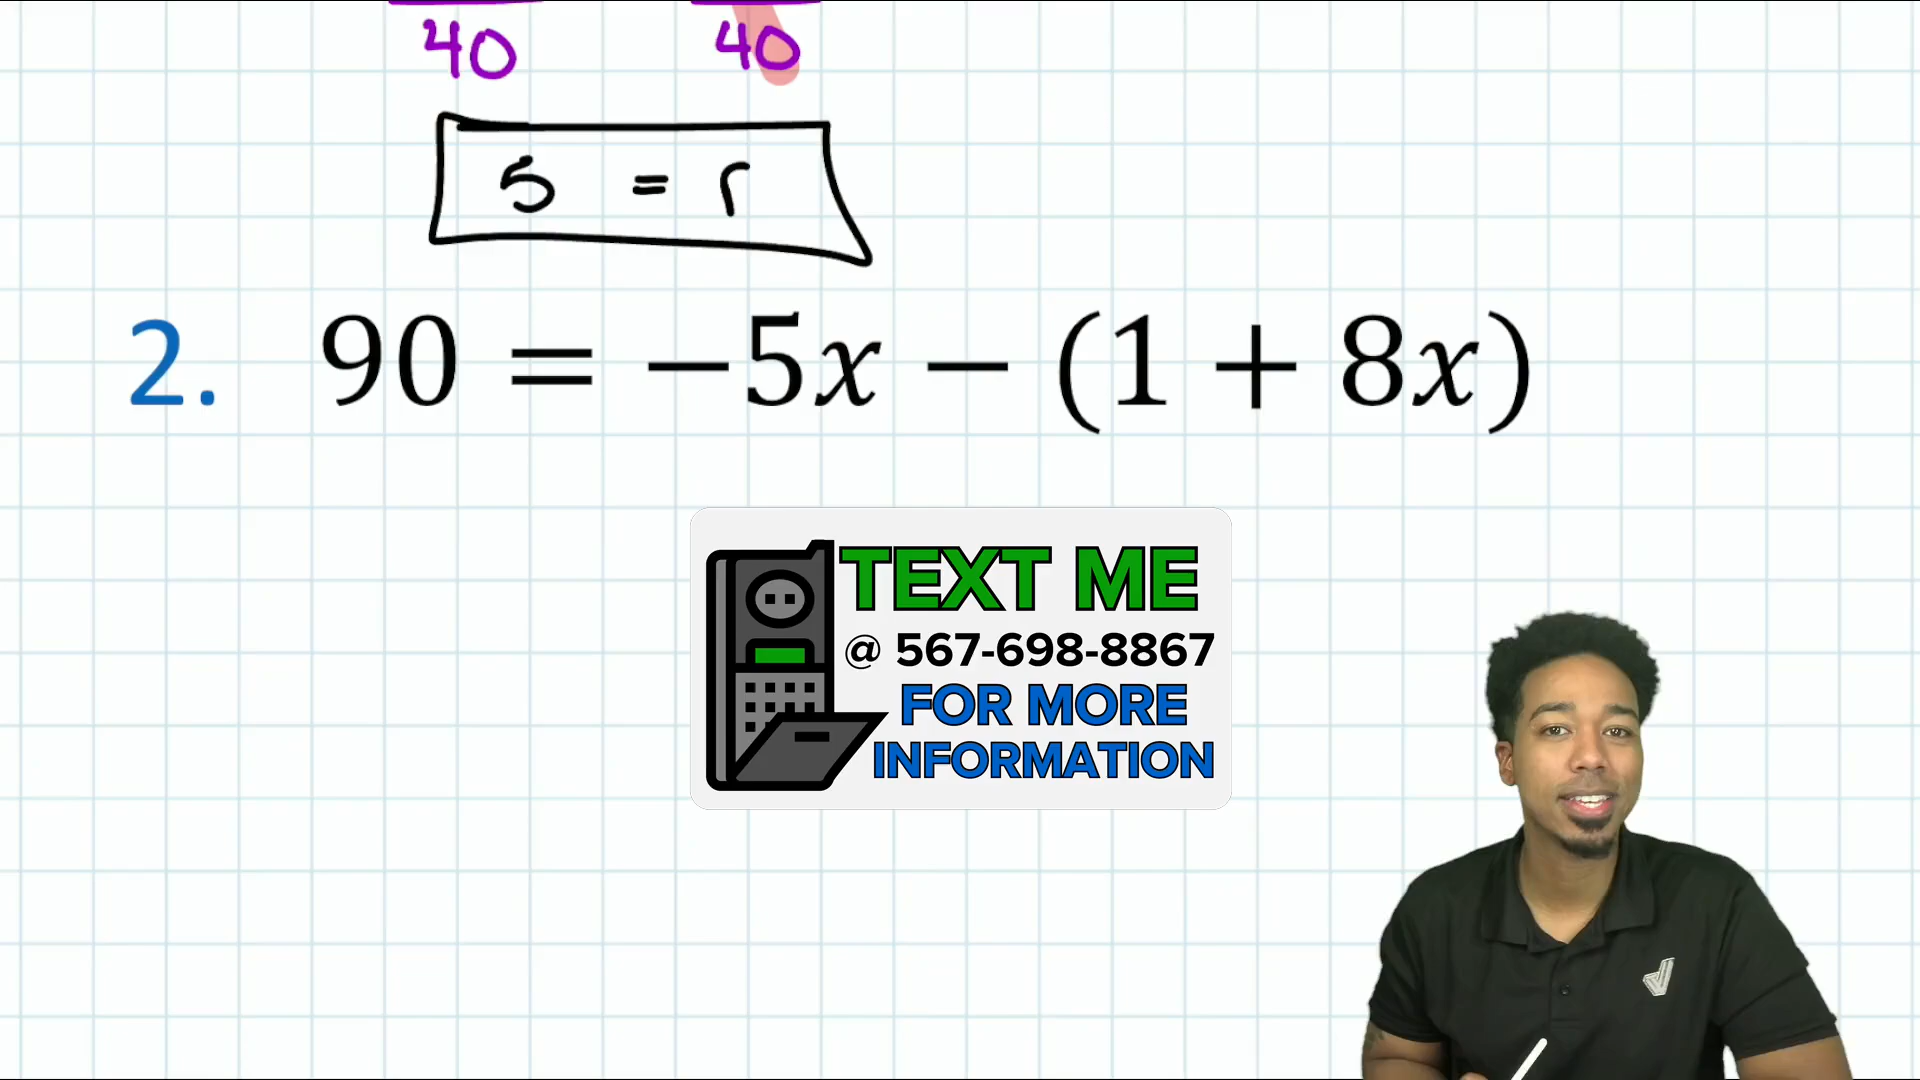 40 40
5 = r
2. 90 = −5x − (1 + 8x)
TEXT ME
@ 567-698-8867
FOR MORE
INFORMATION